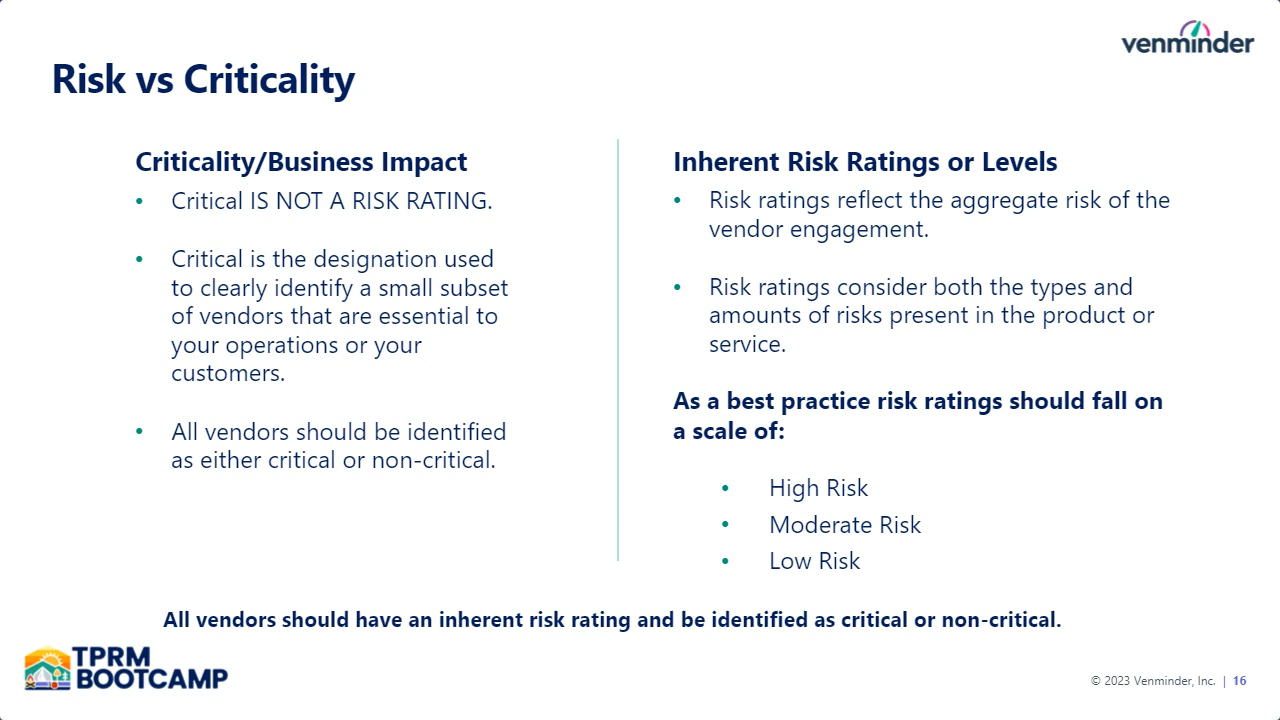 venminder
Risk vs Criticality
Criticality/Business Impact
• Critical IS NOT A RISK RATING.
• Critical is the designation used
to clearly identify a small subset
of vendors that are essential to
your operations or your
customers.
• All vendors should be identified
as either critical or non-critical.
Inherent Risk Ratings or Levels
• Risk ratings reflect the aggregate risk of the
vendor engagement.
• Risk ratings consider both the types and
amounts of risks present in the product or
service.
As a best practice risk ratings should fall on
a scale of:
• High Risk
• Moderate Risk
• Low Risk
All vendors should have an inherent risk rating and be identified as critical or non-critical.
TPRM
BOOTCAMP
© 2023 Venminder, Inc. | 16